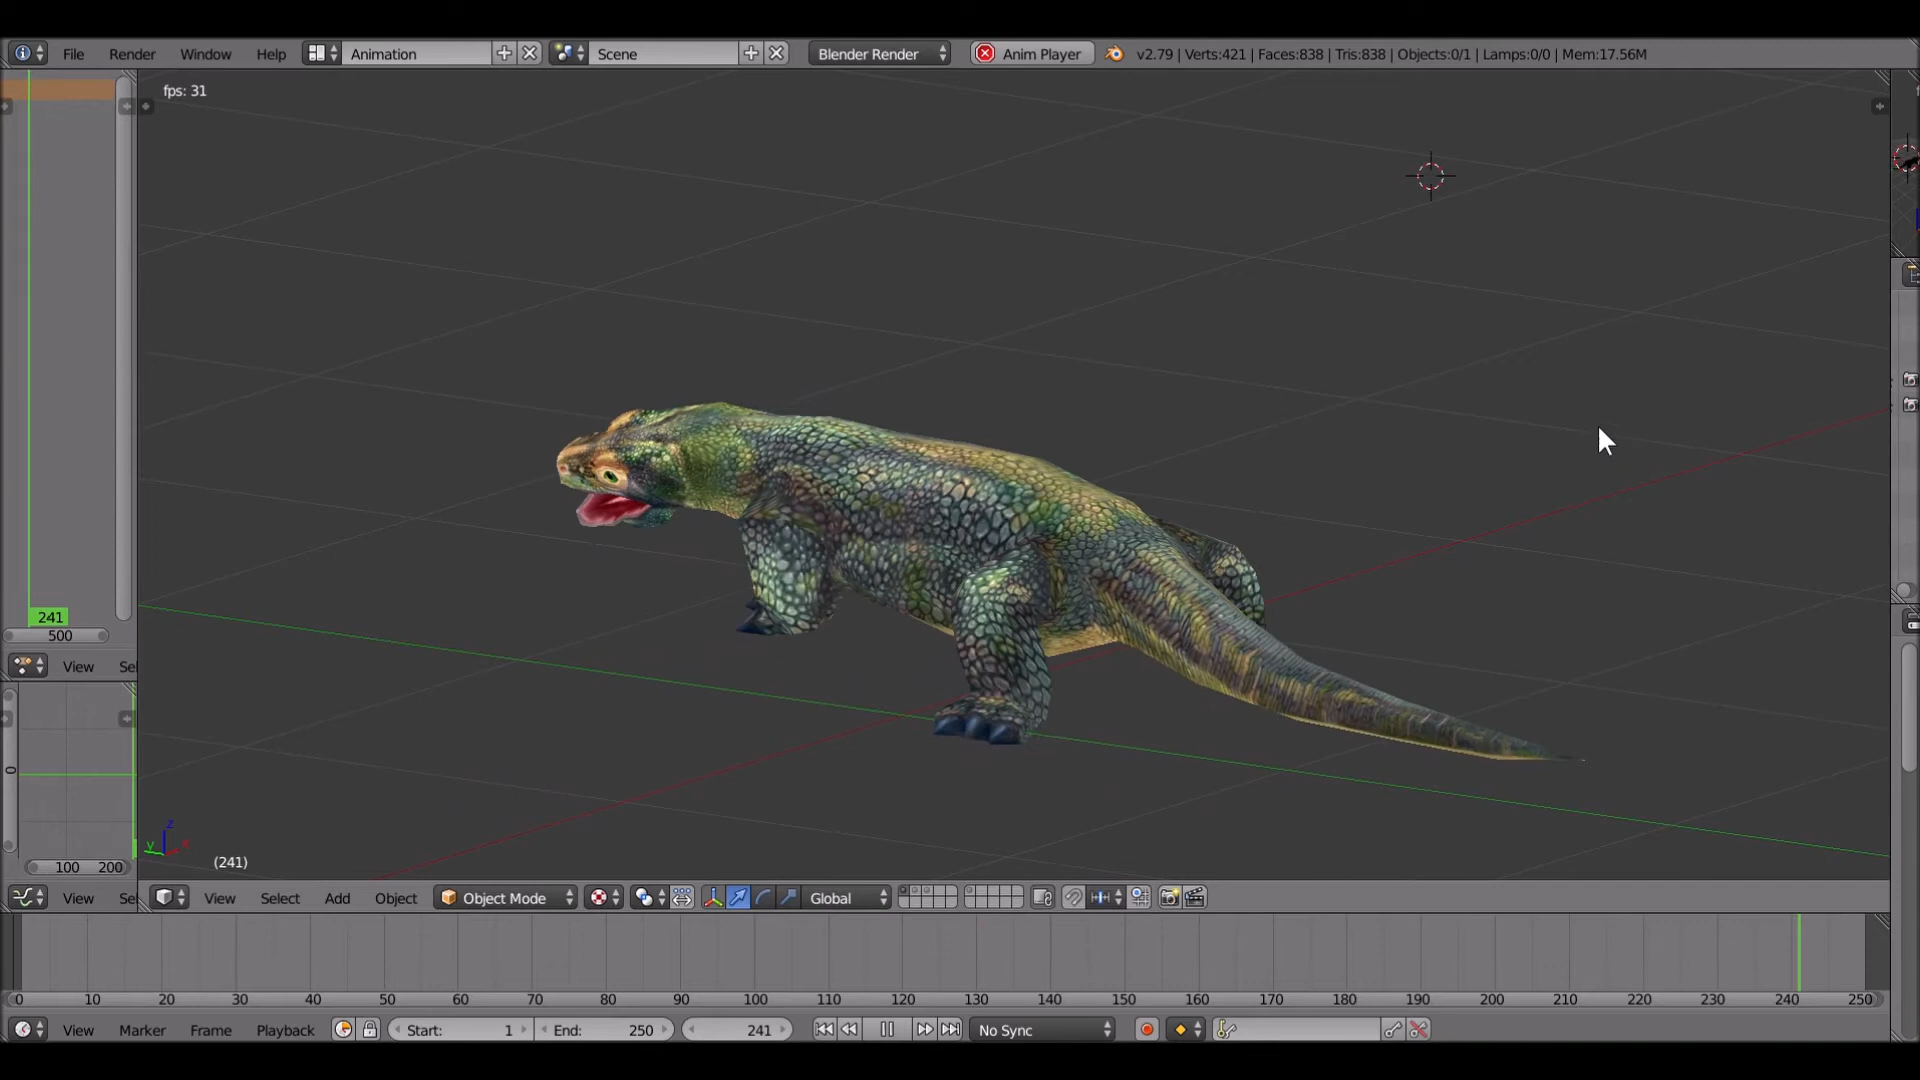 File Render Window Help Animation Scene Blender Render Anim Player v2.79 | Verts:421 | Faces:838 | Tris:838 | Objects:0/1 | Lamps:0/0 | Mem:17.56M
fps: 31
241
500
View Se
0
z
y x
(241)
100 200
View Se
View Select Add Object Object Mode Global
0 10 20 30 40 50 60 70 80 90 100 110 120 130 140 150 160 170 180 190 200 210 220 230 240 250
View Marker Frame Playback Start: 1 End: 250 241 No Sync